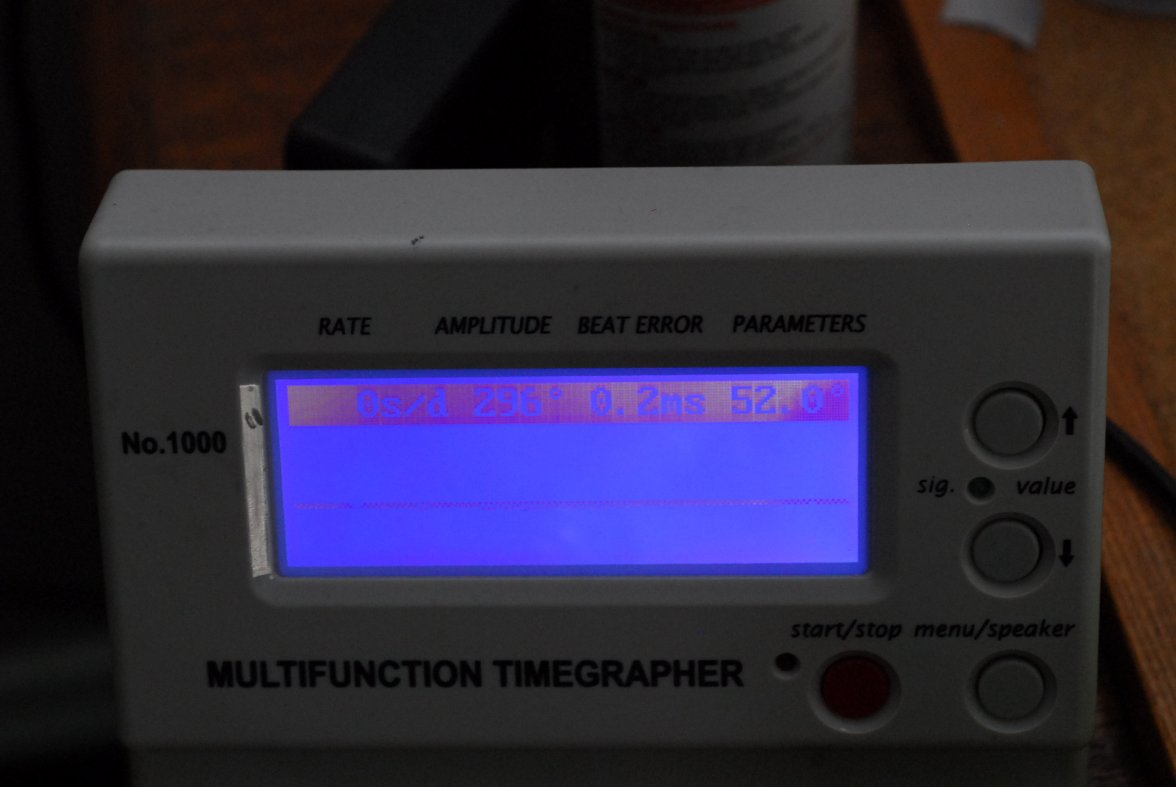 RATE AMPLITUDE BEAT ERROR PARAMETERS
0s/d 296° 0.2ms 52.0°
No.1000
sig. value
start/stop menu/speaker
MULTIFUNCTION TIMEGRAPHER